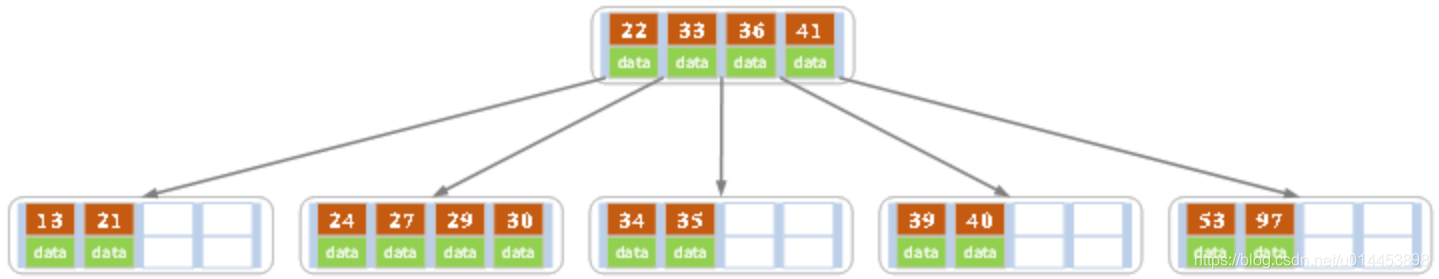 22 33 36 41
data data data data
13 21 24 27 29 30 34 35 39 40 53 97
data data data data data data data data data data data data
https://blog.csdn.net/u014453898